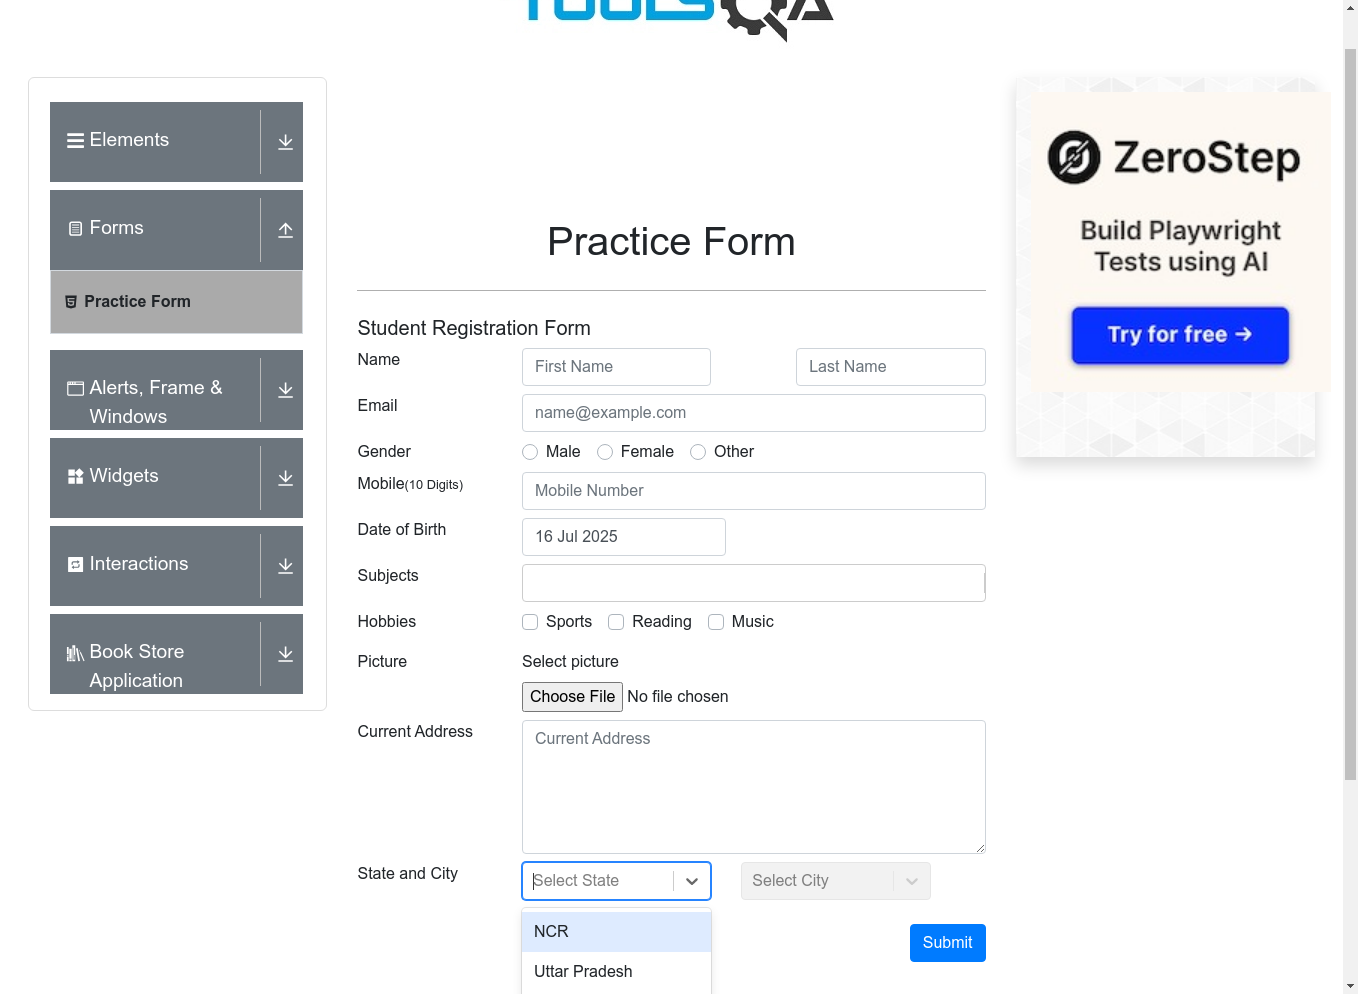 TOOLSQA
Elements
Forms
Practice Form
Alerts, Frame &
Windows
Widgets
Interactions
Book Store
Application
Practice Form
Student Registration Form
Name
First Name
Last Name
Email
name@example.com
Gender
Male
Female
Other
Mobile(10 Digits)
Mobile Number
Date of Birth
16 Jul 2025
Subjects
Hobbies
Sports
Reading
Music
Picture
Select picture
Choose File No file chosen
Current Address
Current Address
State and City
Select State
Select City
NCR
Uttar Pradesh
Submit
ZeroStep
Build Playwright
Tests using AI
Try for free →